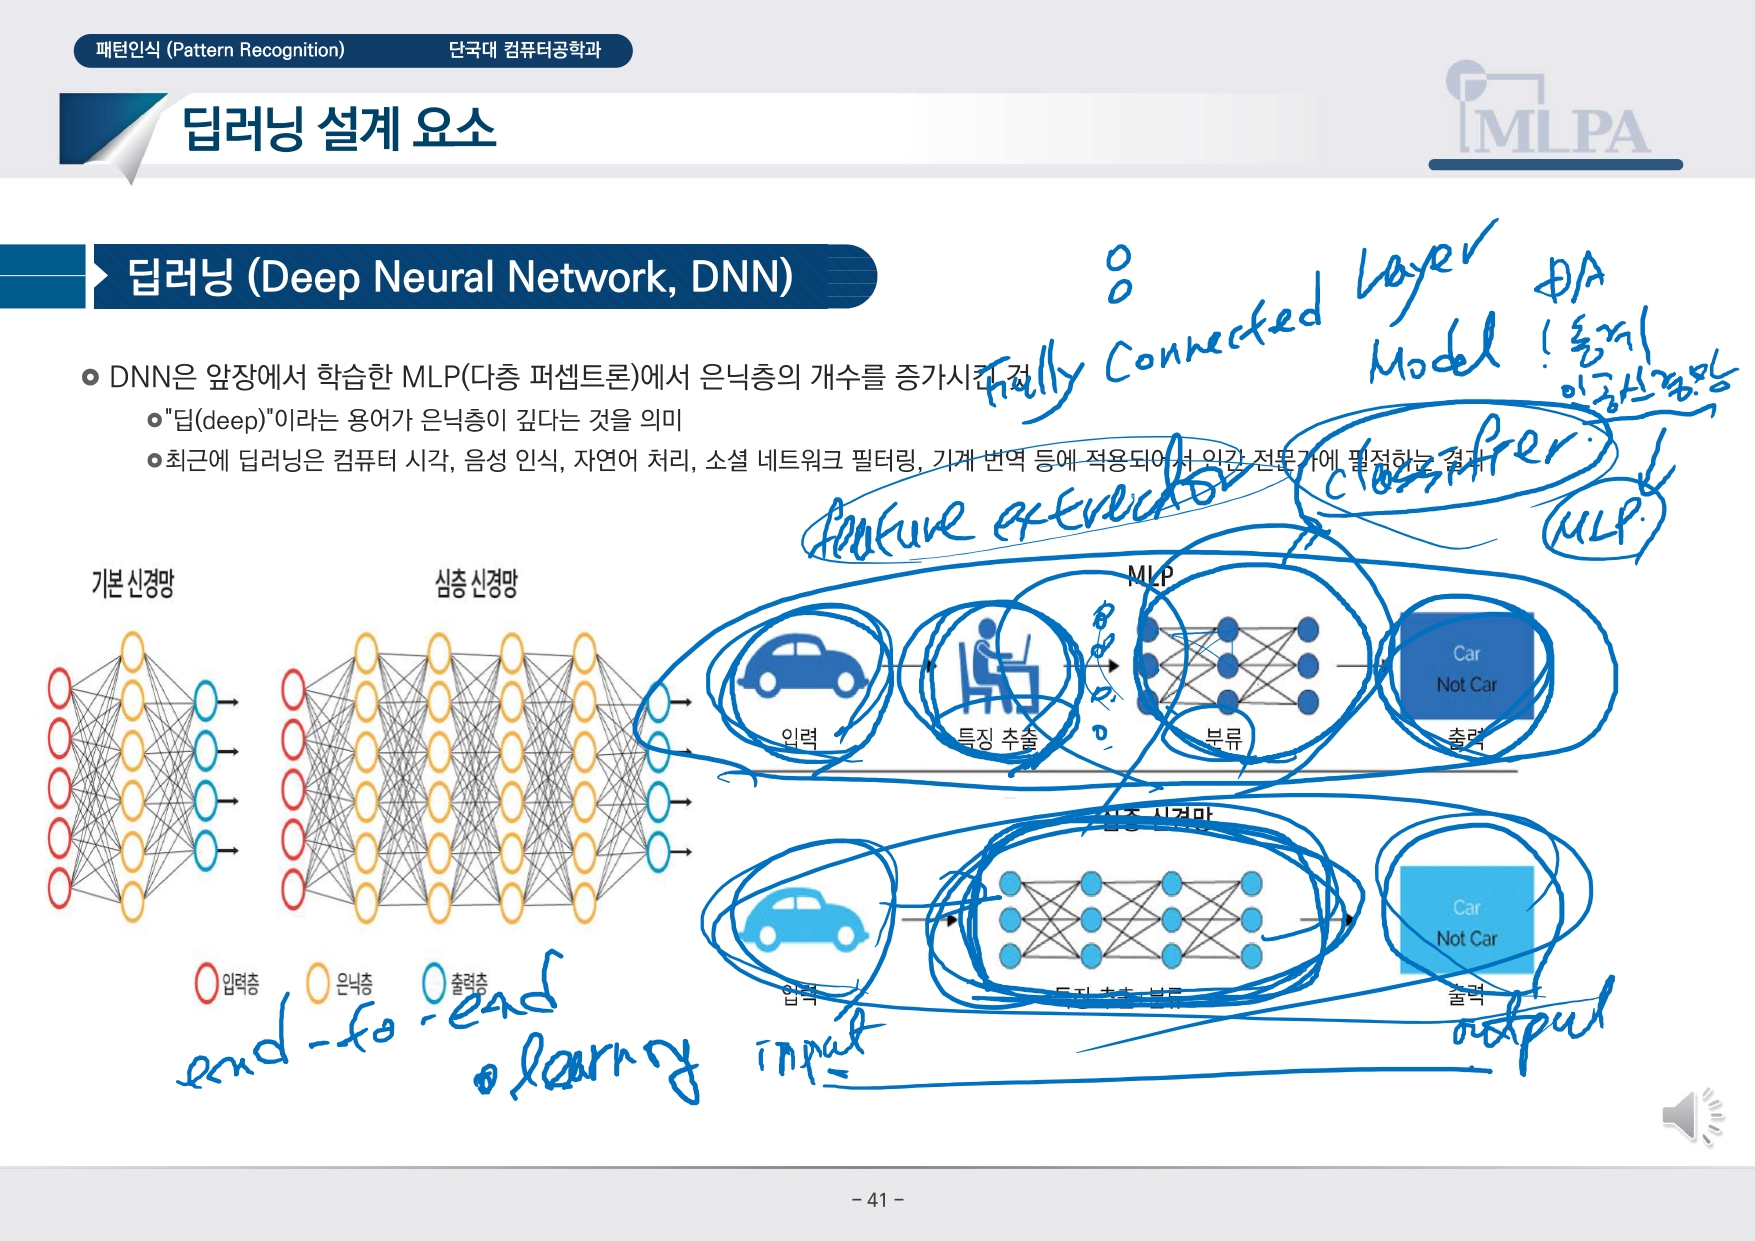 패턴인식 (Pattern Recognition) 단국대 컴퓨터공학과
딥러닝 설계 요소
MLPA
딥러닝 (Deep Neural Network, DNN)
Fully Connected Layer
Model
통계
인공신경망
DNN은 앞장에서 학습한 MLP(다층 퍼셉트론)에서 은닉층의 개수를 증가시킨 것
"딥(deep)"이라는 용어가 은닉층이 깊다는 것을 의미
최근에 딥러닝은 컴퓨터 시각, 음성 인식, 자연어 처리, 소셜 네트워크 필터링, 기계 번역 등에 적용되어서 인간 전문가에 필적하는 결과
feature extractor
classifier
MLP
기본 신경망
심층 신경망
MLP
Car
Not Car
입력
특징 추출
분류
출력
심층 신경망
Car
Not Car
입력
특징 추출+분류
출력
입력층
은닉층
출력층
end-to-end
learning
input
output
- 41 -